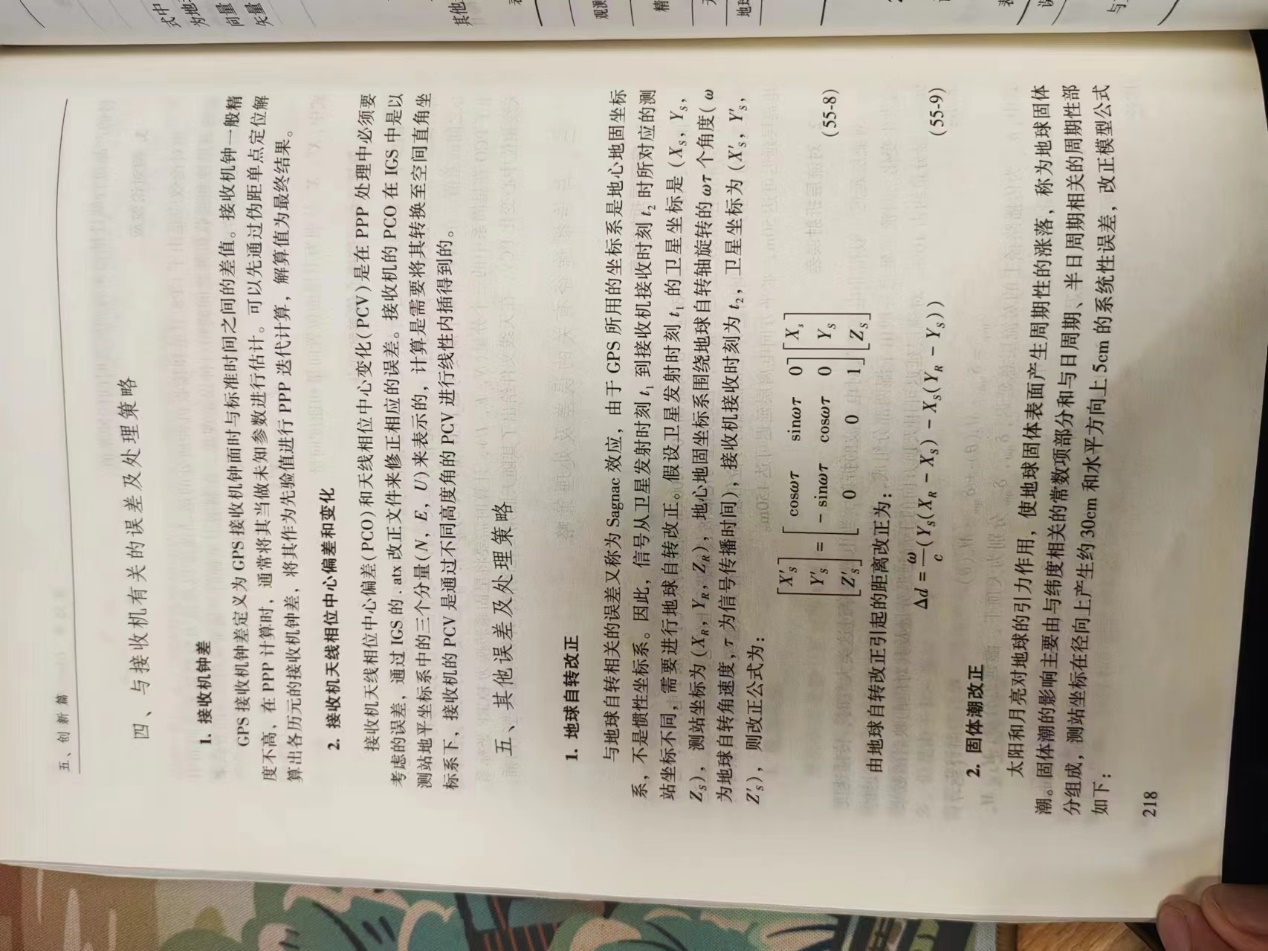 五、创新篇
四、与接收机有关的误差及处理策略
1. 接收机钟差
GPS 接收机钟差定义为 GPS 接收机钟面时与标准时间之间的差值。接收机钟一般精
度不高，在 PPP 计算时，通常将其当做未知参数进行估计。可以先通过伪距单点定位解
算出各历元的接收机钟差，将其作为先验值进行 PPP 迭代计算，解算值为最终结果。
2. 接收机天线相位中心偏差和变化
接收机天线相位中心偏差(PCO)和天线相位中心变化(PCV)是在 PPP 处理中必须要
考虑的误差，通过 IGS 的 . atx 改正文件来修正相应的误差。接收机的 PCO 在 IGS 中是以
测站地平坐标系中的三个分量(N，E，U)来表示的，计算是需要将其转换至空间直角坐
标系下，接收机的 PCV 是通过不同高度角的 PCV 进行线性内插得到的。
五、其他误差及处理策略
1. 地球自转改正
与地球自转相关的误差又称为 Sagnac 效应，由于 GPS 所用的坐标系是地心地固坐标
系，不是惯性坐标系。因此，信号从卫星发射时刻 t₁ 到接收机接收时刻 t₂ 时所对应的测
站坐标不同，需要进行地球自转改正。假设卫星发射时刻 t₁ 的卫星坐标是 (X_S，Y_S，
Z_S)，测站坐标为 (X_R，Y_R，Z_R)，地心地固坐标系围绕地球自转轴旋转的 ωτ 个角度( ω
为地球自转角速度，τ 为信号传播时间)，接收机接收时刻为 t₂，卫星坐标为 (X′_S，Y′_S，
Z′_S)，则改正公式为：
[X′_S] [cosωτ sinωτ 0] [X_s]
[Y′_S] = [- sinωτ cosωτ 0] [Y_s] (55-8)
[Z′_S] [0 0 1] [Z_S]
由地球自转改正引起的距离改正为：
Δd = ω/c (Y_S(X_R - X_S) - X_S(Y_R - Y_S)) (55-9)
2. 固体潮改正
太阳和月亮对地球的引力作用，使地球固体表面产生周期性的涨落，称为地球固体
潮。固体潮的影响主要由与纬度相关的常数项部分和与日周期、半日周期相关的周期性部
分组成，测站坐标在径向上产生约 30cm 和水平方向上 5cm 的系统性误差，改正模型公式
如下：
218